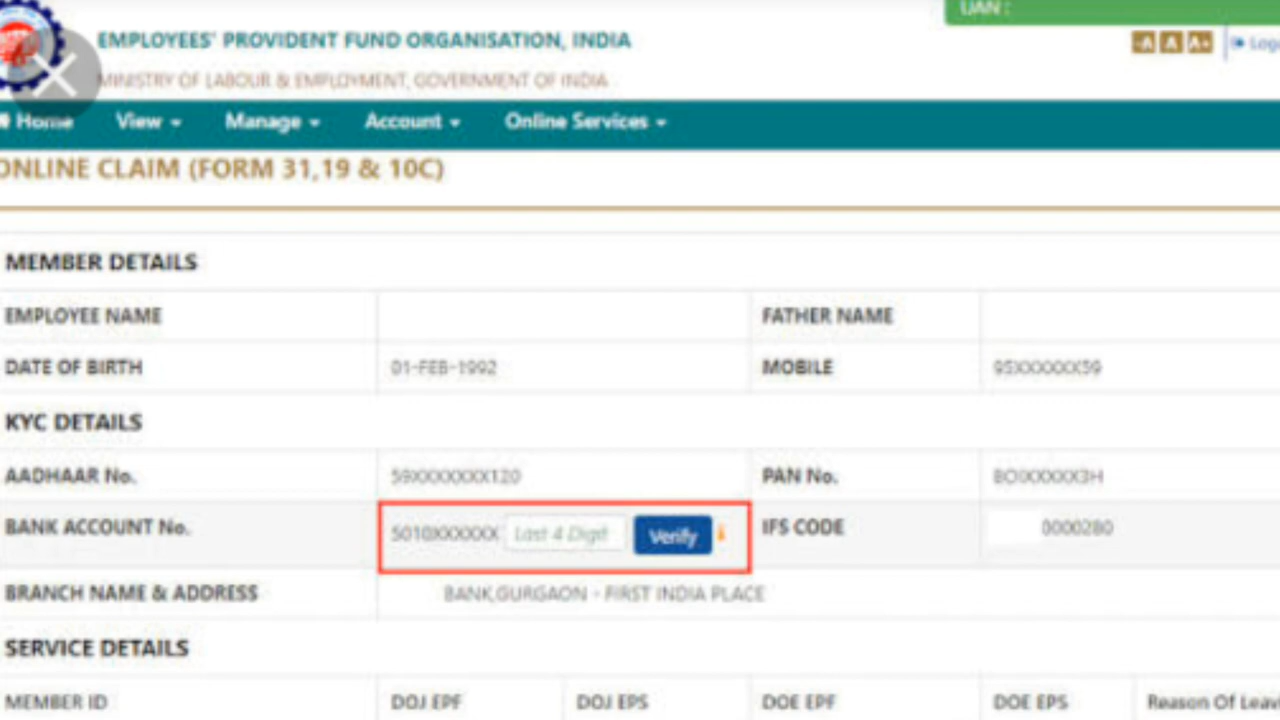 UAN :
EMPLOYEES' PROVIDENT FUND ORGANISATION, INDIA
-A A A+
MINISTRY OF LABOUR & EMPLOYMENT, GOVERNMENT OF INDIA
Home View Manage Account Online Services
ONLINE CLAIM (FORM 31,19 & 10C)
MEMBER DETAILS
EMPLOYEE NAME FATHER NAME
DATE OF BIRTH 01-FEB-1992 MOBILE 95XXXXXX59
KYC DETAILS
AADHAAR No. 59XXXXXXX120 PAN No.
BANK ACCOUNT No. 5010XXXXXX Last 4 Digit Verify IFS CODE 0000280
BRANCH NAME & ADDRESS BANK,GURGAON - FIRST INDIA PLACE
SERVICE DETAILS
MEMBER ID DOJ EPF DOJ EPS DOE EPF DOE EPS Reason Of Leav